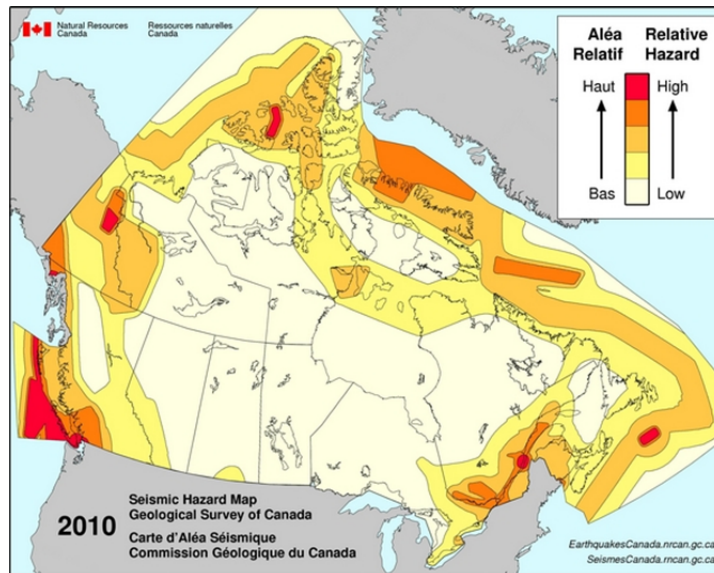 Natural Resources
Canada
Ressources naturelles
Canada
Aléa
Relatif
Relative
Hazard
Haut
High
Bas
Low
2010
Seismic Hazard Map
Geological Survey of Canada
Carte d'Aléa Séismique
Commission Géologique du Canada
EarthquakesCanada.nrcan.gc.ca
SeismesCanada.rncan.gc.ca